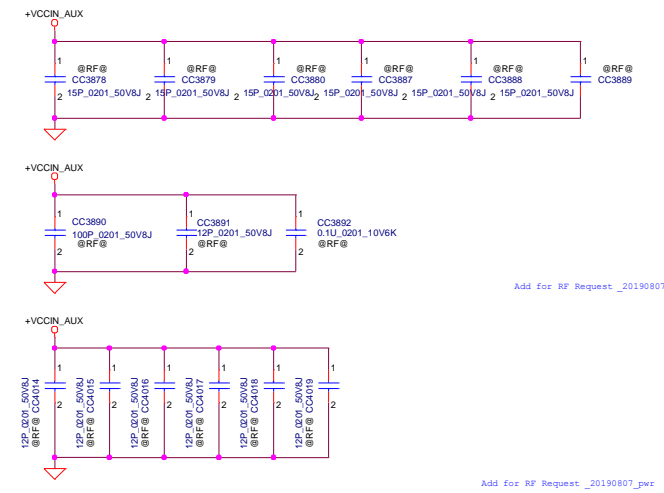 +VCCIN_AUX
1 1 1 1 1 1
@RF@ @RF@ @RF@ @RF@ @RF@ @RF@
CC3878 CC3879 CC3880 CC3887 CC3888 CC3889
2 15P_0201_50V8J 2 15P_0201_50V8J 2 15P_0201_50V8J 2 15P_0201_50V8J 2 15P_0201_50V8J 2 15P_0201_50V8J
+VCCIN_AUX
1 1 1
CC3890 CC3891 CC3892
100P_0201_50V8J 12P_0201_50V8J 0.1U_0201_10V6K
@RF@ @RF@ @RF@
2 2 2
Add for RF Request _20190807
+VCCIN_AUX
1 1 1 1 1 1
2 2 2 2 2 2
12P_0201_50V8J
@RF@ CC4014
12P_0201_50V8J
@RF@ CC4015
12P_0201_50V8J
@RF@ CC4016
12P_0201_50V8J
@RF@ CC4017
12P_0201_50V8J
@RF@ CC4018
12P_0201_50V8J
@RF@ CC4019
Add for RF Request _20190807_pwr